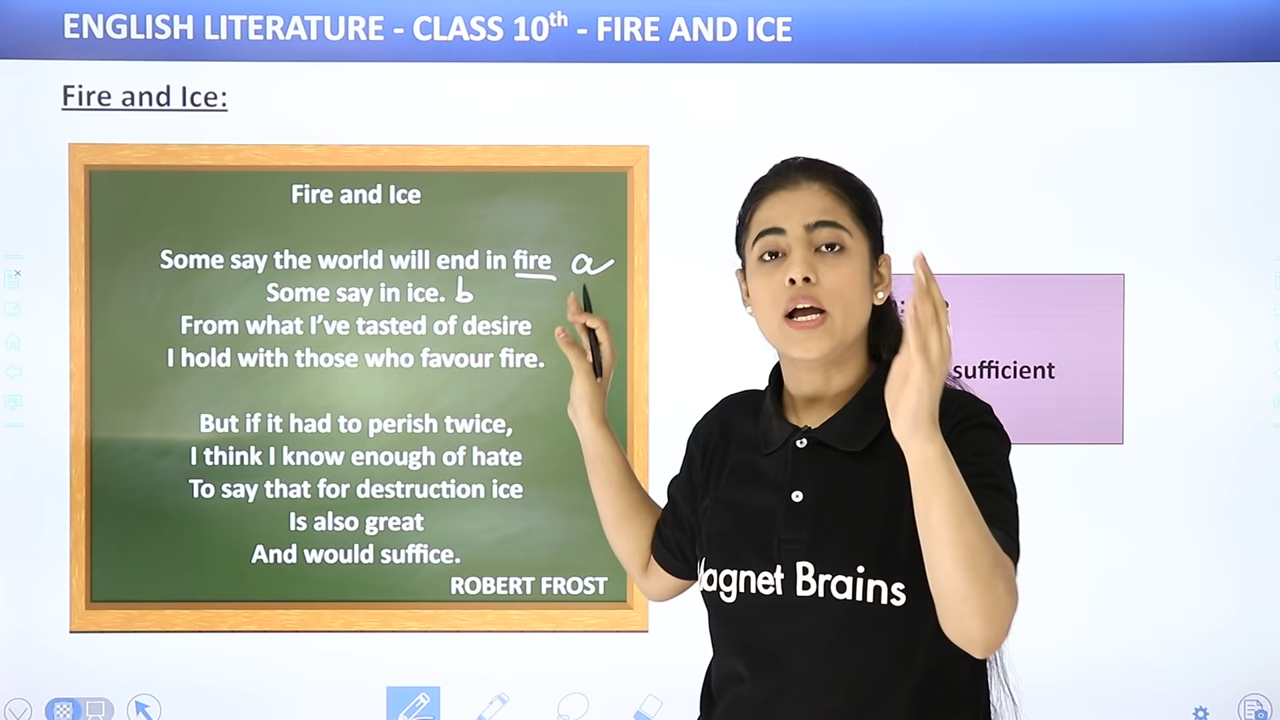 ENGLISH LITERATURE - CLASS 10th - FIRE AND ICE
Fire and Ice:
Fire and Ice
Some say the world will end in fire a
Some say in ice. b
From what I've tasted of desire
I hold with those who favour fire.
But if it had to perish twice,
I think I know enough of hate
To say that for destruction ice
Is also great
And would suffice.
ROBERT FROST
sufficient
agnet Brains